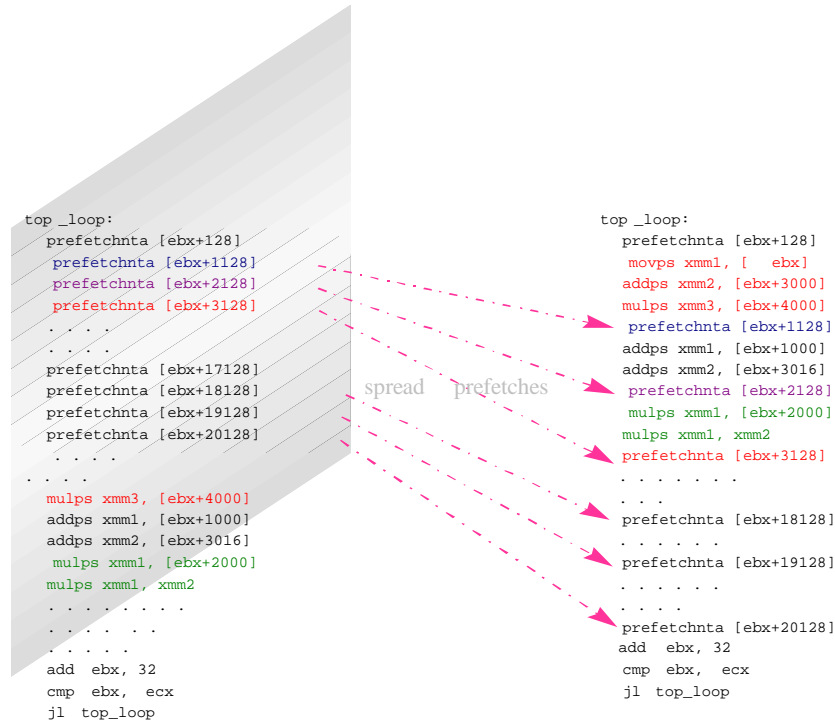 top _loop:
prefetchnta [ebx+128]
prefetchnta [ebx+1128]
prefetchnta [ebx+2128]
prefetchnta [ebx+3128]
. . . .
. . . .
prefetchnta [ebx+17128]
prefetchnta [ebx+18128]
prefetchnta [ebx+19128]
prefetchnta [ebx+20128]
. . . .
. . . .
mulps xmm3, [ebx+4000]
addps xmm1, [ebx+1000]
addps xmm2, [ebx+3016]
mulps xmm1, [ebx+2000]
mulps xmm1, xmm2
. . . . . . . .
. . . . . .
. . . . .
add ebx, 32
cmp ebx, ecx
jl top_loop
spread prefetches
top _loop:
prefetchnta [ebx+128]
movps xmm1, [ ebx]
addps xmm2, [ebx+3000]
mulps xmm3, [ebx+4000]
prefetchnta [ebx+1128]
addps xmm1, [ebx+1000]
addps xmm2, [ebx+3016]
prefetchnta [ebx+2128]
mulps xmm1, [ebx+2000]
mulps xmm1, xmm2
prefetchnta [ebx+3128]
. . . . . . .
. . .
prefetchnta [ebx+18128]
. . . . . .
prefetchnta [ebx+19128]
. . . . . .
. . . .
prefetchnta [ebx+20128]
add ebx, 32
cmp ebx, ecx
jl top_loop